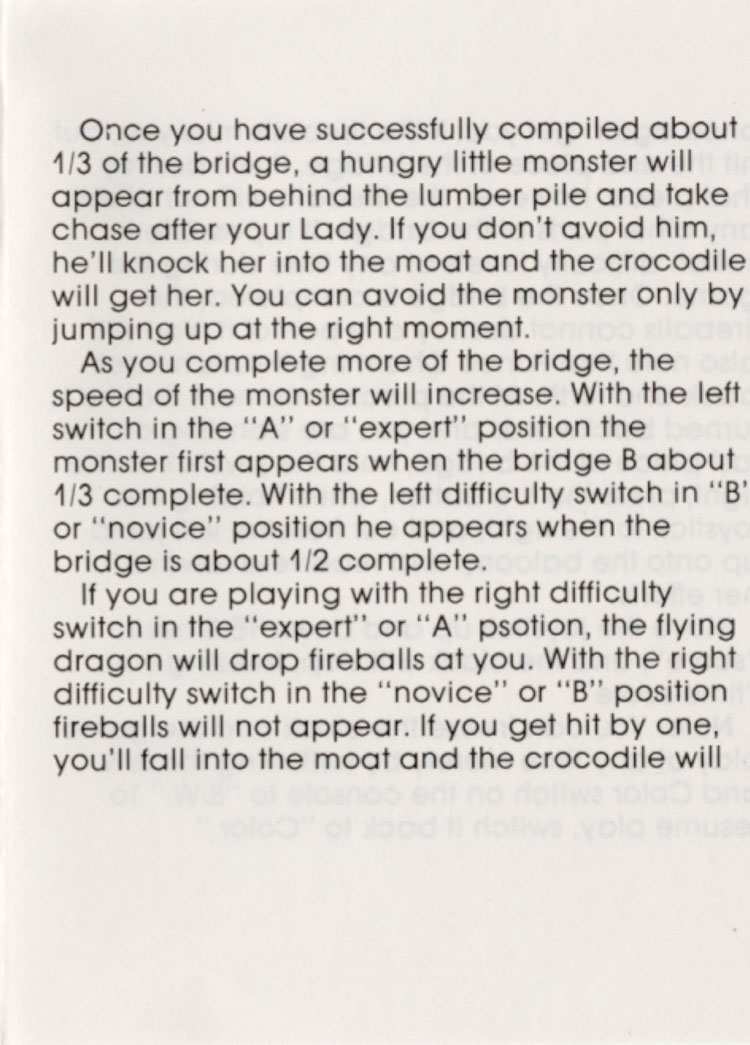 Once you have successfully compiled about
1/3 of the bridge, a hungry little monster will
appear from behind the lumber pile and take
chase after your Lady. If you don't avoid him,
he'll knock her into the moat and the crocodile
will get her. You can avoid the monster only by
jumping up at the right moment.
As you complete more of the bridge, the
speed of the monster will increase. With the left
switch in the "A" or "expert" position the
monster first appears when the bridge B about
1/3 complete. With the left difficulty switch in "B"
or "novice" position he appears when the
bridge is about 1/2 complete.
If you are playing with the right difficulty
switch in the "expert" or "A" psotion, the flying
dragon will drop fireballs at you. With the right
difficulty switch in the "novice" or "B" position
fireballs will not appear. If you get hit by one,
you'll fall into the moat and the crocodile will